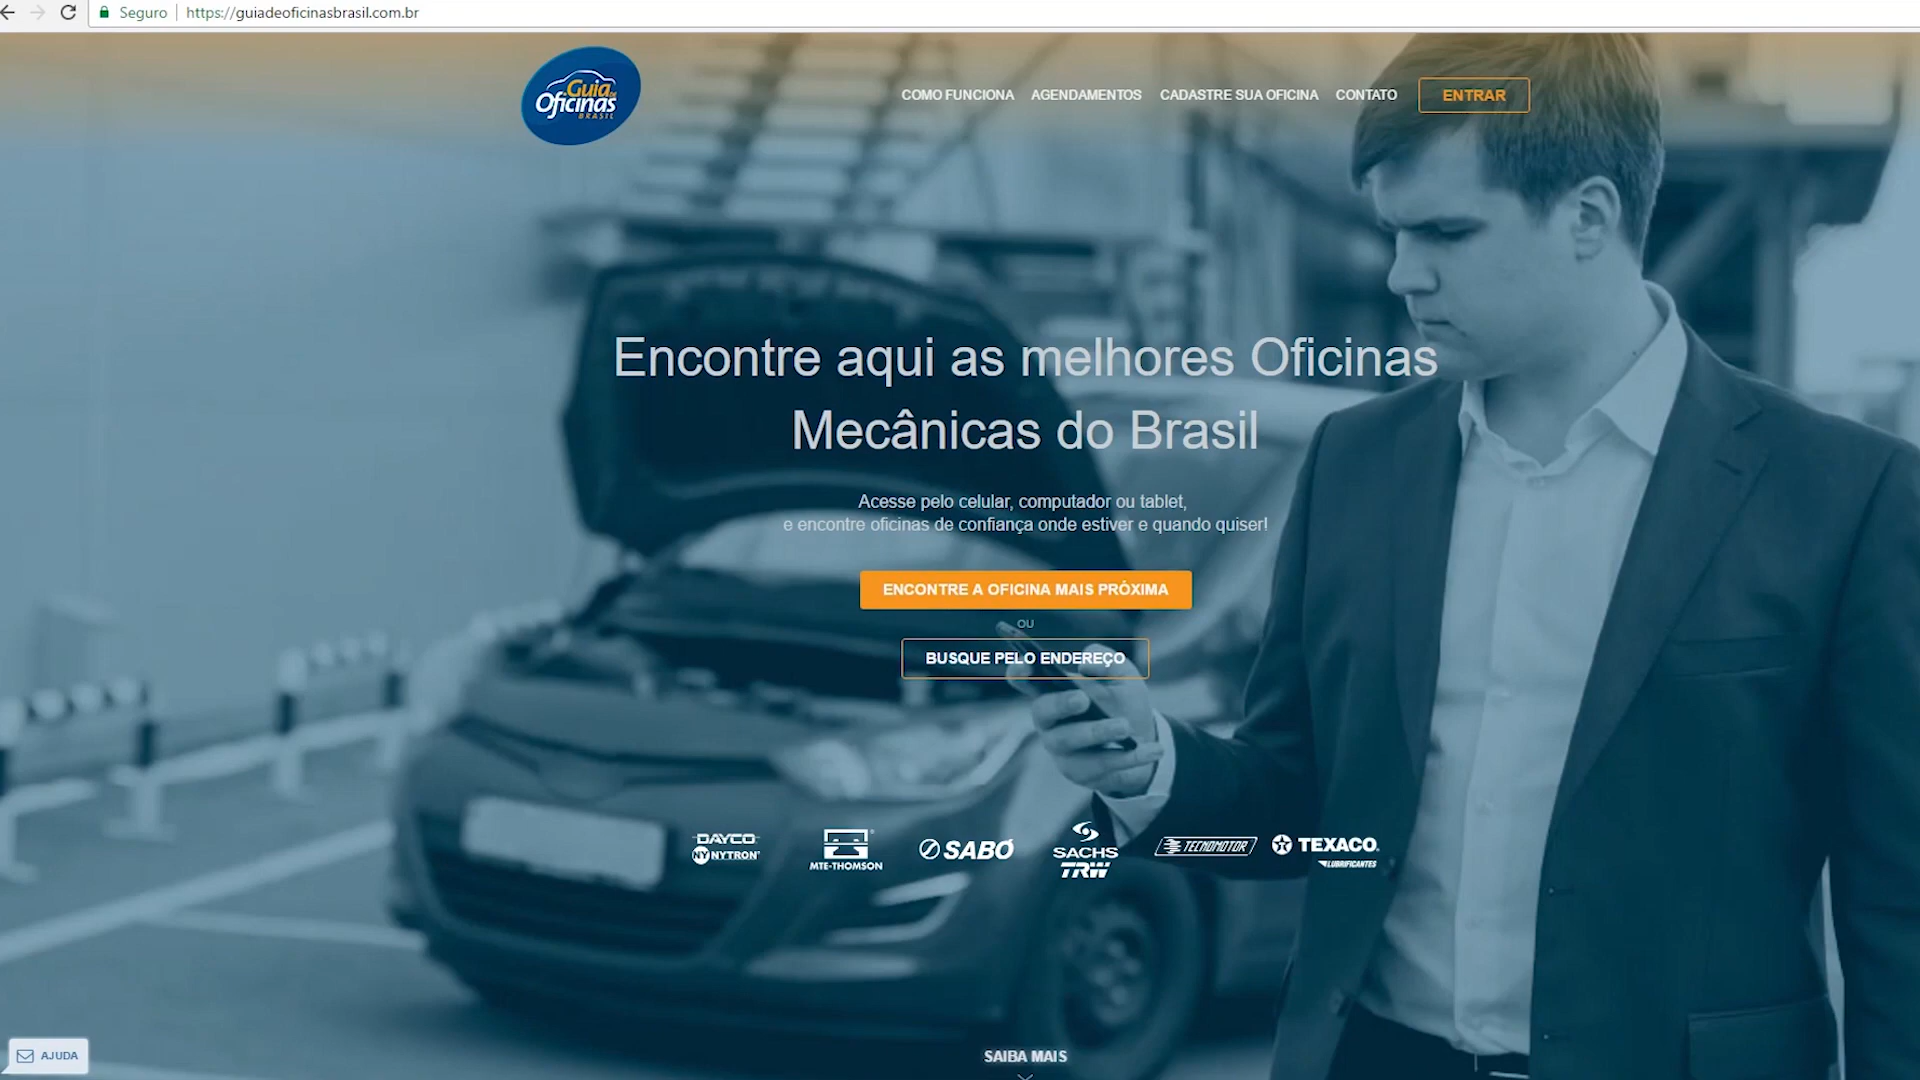 Seguro
https://guiadeoficinasbrasil.com.br
Guia DE
Oficinas
BRASIL
COMO FUNCIONA
AGENDAMENTOS
CADASTRE SUA OFICINA
CONTATO
ENTRAR
Encontre aqui as melhores Oficinas
Mecânicas do Brasil
Acesse pelo celular, computador ou tablet,
e encontre oficinas de confiança onde estiver e quando quiser!
ENCONTRE A OFICINA MAIS PRÓXIMA
OU
BUSQUE PELO ENDEREÇO
DAYCO
NY NYTRON
MTE-THOMSON
SABÓ
SACHS
TRW
TECNOMOTOR
TEXACO
LUBRIFICANTES
SAIBA MAIS
AJUDA